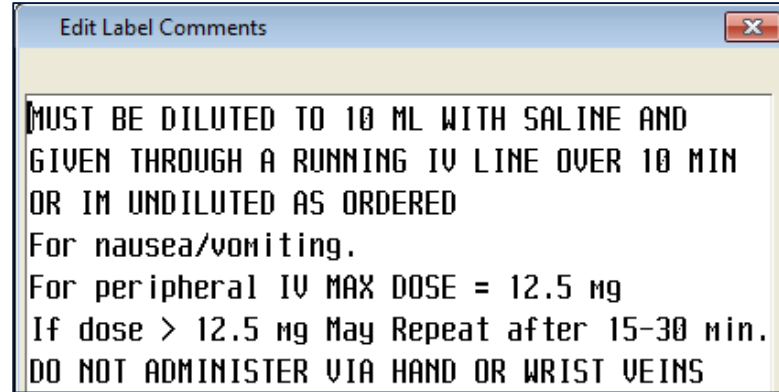 Edit Label Comments
MUST BE DILUTED TO 10 ML WITH SALINE AND
GIVEN THROUGH A RUNNING IV LINE OVER 10 MIN
OR IM UNDILUTED AS ORDERED
For nausea/vomiting.
For peripheral IV MAX DOSE = 12.5 mg
If dose > 12.5 mg May Repeat after 15-30 min.
DO NOT ADMINISTER VIA HAND OR WRIST VEINS